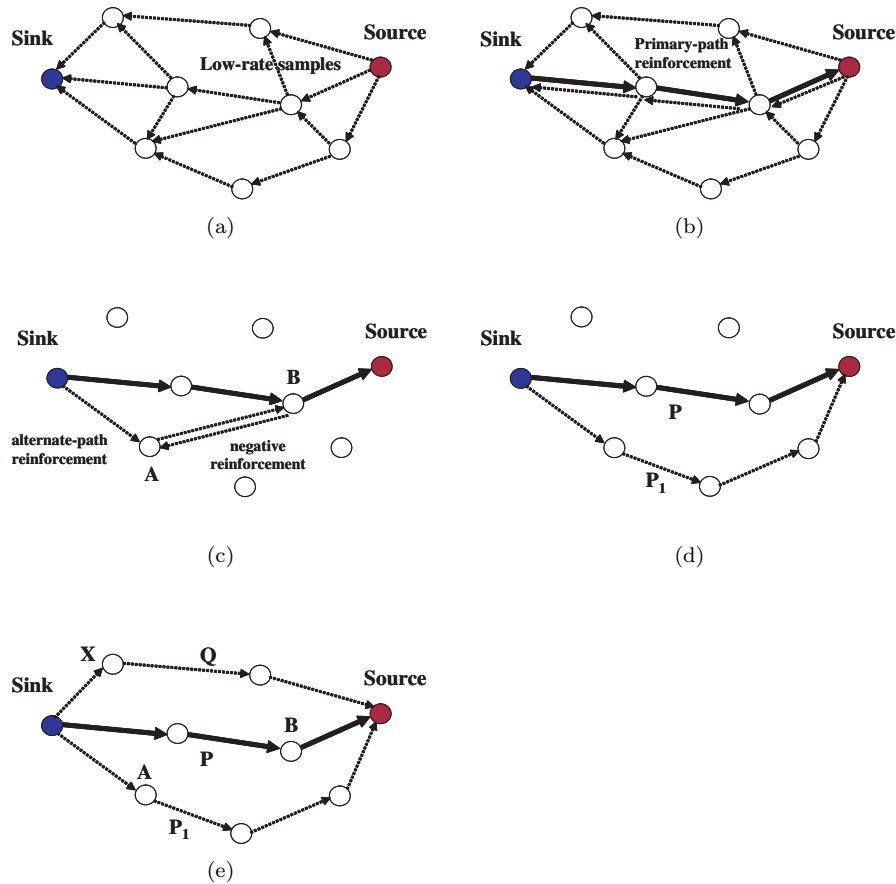 Sink
Source
Low-rate samples
(a)
Sink
Source
Primary-path
reinforcement
(b)
Sink
Source
B
alternate-path
reinforcement
negative
reinforcement
A
(c)
Sink
Source
P
P1
(d)
X
Q
Sink
Source
B
P
A
P1
(e)